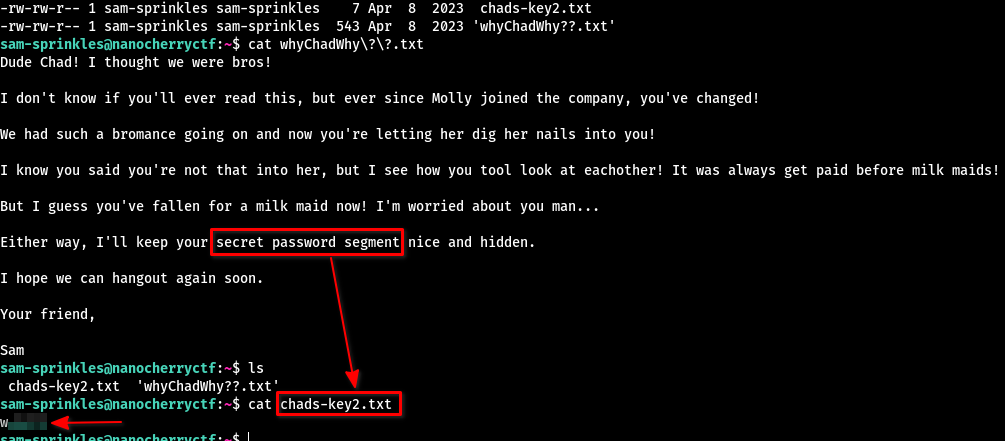 -rw-rw-r-- 1 sam-sprinkles sam-sprinkles    7 Apr  8  2023  chads-key2.txt
-rw-rw-r-- 1 sam-sprinkles sam-sprinkles  543 Apr  8  2023 'whyChadWhy??.txt'
sam-sprinkles@nanocherryctf:~$ cat whyChadWhy\?\?.txt
Dude Chad! I thought we were bros!
I don't know if you'll ever read this, but ever since Molly joined the company, you've changed!
We had such a bromance going on and now you're letting her dig her nails into you!
I know you said you're not that into her, but I see how you tool look at eachother! It was always get paid before milk maids!
But I guess you've fallen for a milk maid now! I'm worried about you man...
Either way, I'll keep your secret password segment nice and hidden.
I hope we can hangout again soon.
Your friend,
Sam
sam-sprinkles@nanocherryctf:~$ ls
 chads-key2.txt  'whyChadWhy??.txt'
sam-sprinkles@nanocherryctf:~$ cat chads-key2.txt
w
sam-sprinkles@nanocherryctf:~$